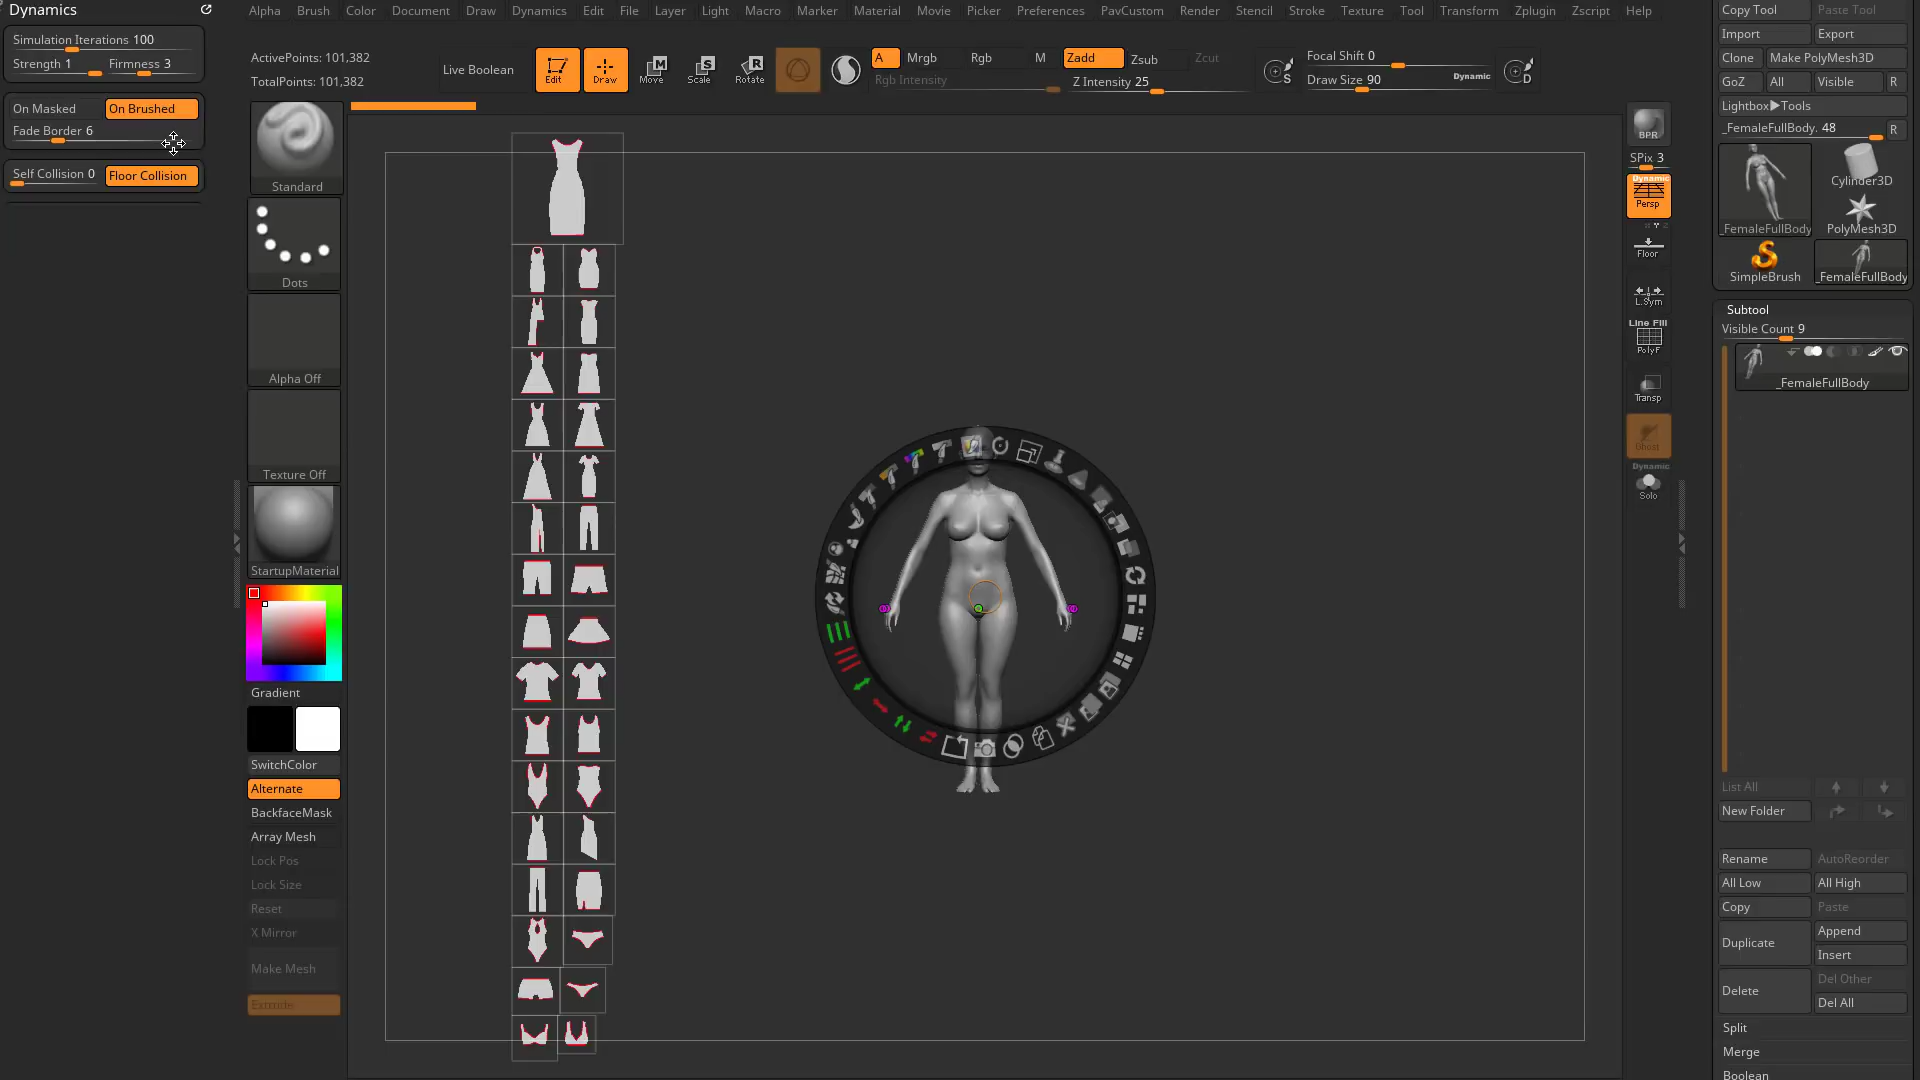 Dynamics
Alpha Brush Color Document Draw Dynamics Edit File Layer Light Macro Marker Material Movie Picker Preferences PavCustom Render Stencil Stroke Texture Tool Transform Zplugin Zscript Help
Simulation Iterations 100
Strength 1 Firmness 3
On Masked On Brushed
Fade Border 6
Self Collision 0 Floor Collision
ActivePoints: 101,382
TotalPoints: 101,382
Live Boolean
Edit
Draw
Move
Scale
Rotate
A Mrgb Rgb M
Rgb Intensity
Zadd Zsub Zcut
Z Intensity 25
Focal Shift 0
Draw Size 90 Dynamic
S
D
Standard
Dots
Alpha Off
Texture Off
StartupMaterial
Gradient
SwitchColor
Alternate
BackfaceMask
Array Mesh
Lock Pos
Lock Size
Reset
X Mirror
Make Mesh
Extrude
BPR
SPix 3
Dynamic
Persp
Floor
L.Sym
Line Fill
PolyF
Transp
Ghost
Dynamic
Solo
Copy Tool Paste Tool
Import Export
Clone Make PolyMesh3D
GoZ All Visible R
Lightbox▶Tools
_FemaleFullBody. 48 R
_FemaleFullBody
Cylinder3D
PolyMesh3D
SimpleBrush
_FemaleFullBody
Subtool
Visible Count 9
_FemaleFullBody
List All
New Folder
Rename AutoReorder
All Low All High
Copy Paste
Duplicate Append
Insert
Delete Del Other
Del All
Split
Merge
Boolean